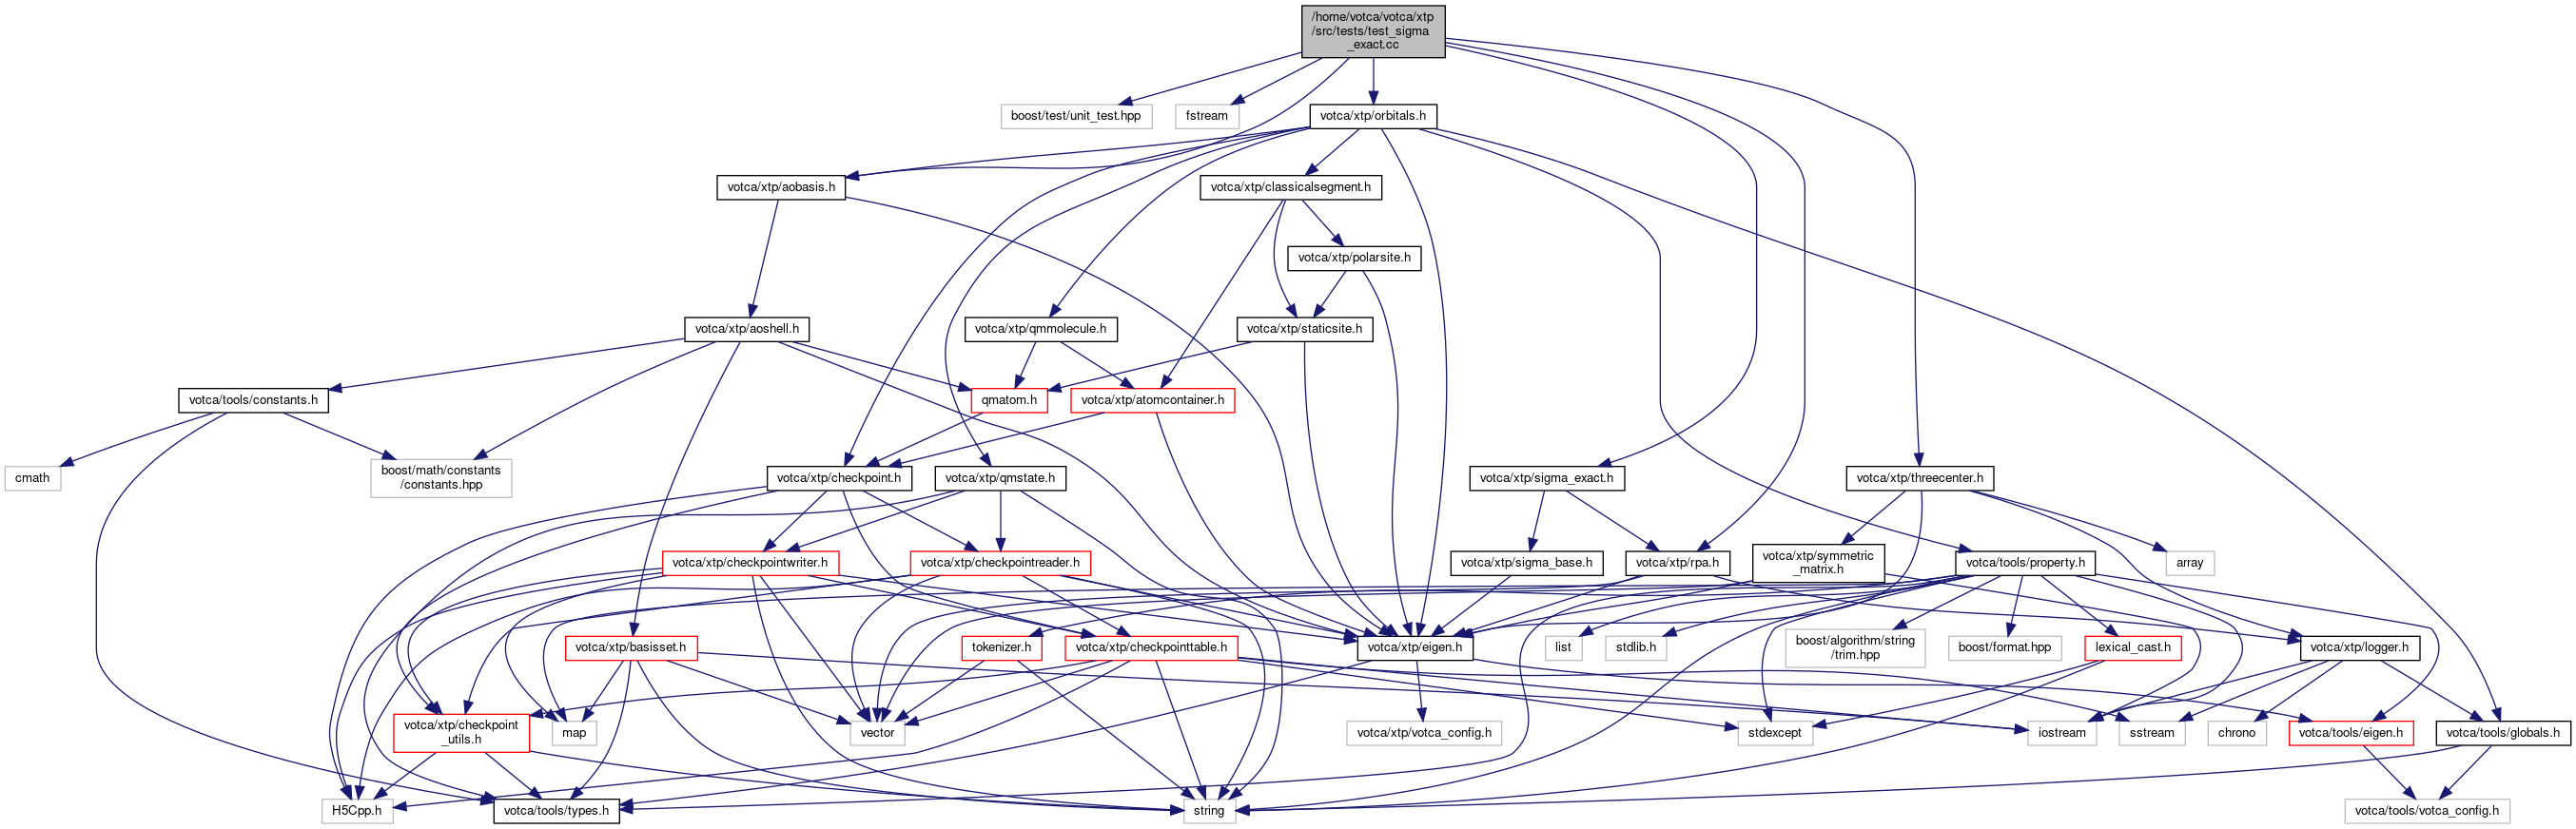 /home/votca/votca/xtp
/src/tests/test_sigma
_exact.cc
boost/test/unit_test.hpp
fstream
votca/xtp/orbitals.h
votca/xtp/aobasis.h
votca/xtp/classicalsegment.h
votca/xtp/polarsite.h
votca/xtp/aoshell.h
votca/xtp/qmmolecule.h
votca/xtp/staticsite.h
votca/tools/constants.h
qmatom.h
votca/xtp/atomcontainer.h
cmath
boost/math/constants
/constants.hpp
votca/xtp/checkpoint.h
votca/xtp/qmstate.h
votca/xtp/sigma_exact.h
votca/xtp/threecenter.h
votca/xtp/checkpointwriter.h
votca/xtp/checkpointreader.h
votca/xtp/sigma_base.h
votca/xtp/rpa.h
votca/xtp/symmetric
_matrix.h
votca/tools/property.h
array
votca/xtp/basisset.h
tokenizer.h
votca/xtp/checkpointtable.h
votca/xtp/eigen.h
list
stdlib.h
boost/algorithm/string
/trim.hpp
boost/format.hpp
lexical_cast.h
votca/xtp/logger.h
votca/xtp/checkpoint
_utils.h
map
vector
votca/xtp/votca_config.h
stdexcept
iostream
sstream
chrono
votca/tools/eigen.h
votca/tools/globals.h
H5Cpp.h
votca/tools/types.h
string
votca/tools/votca_config.h